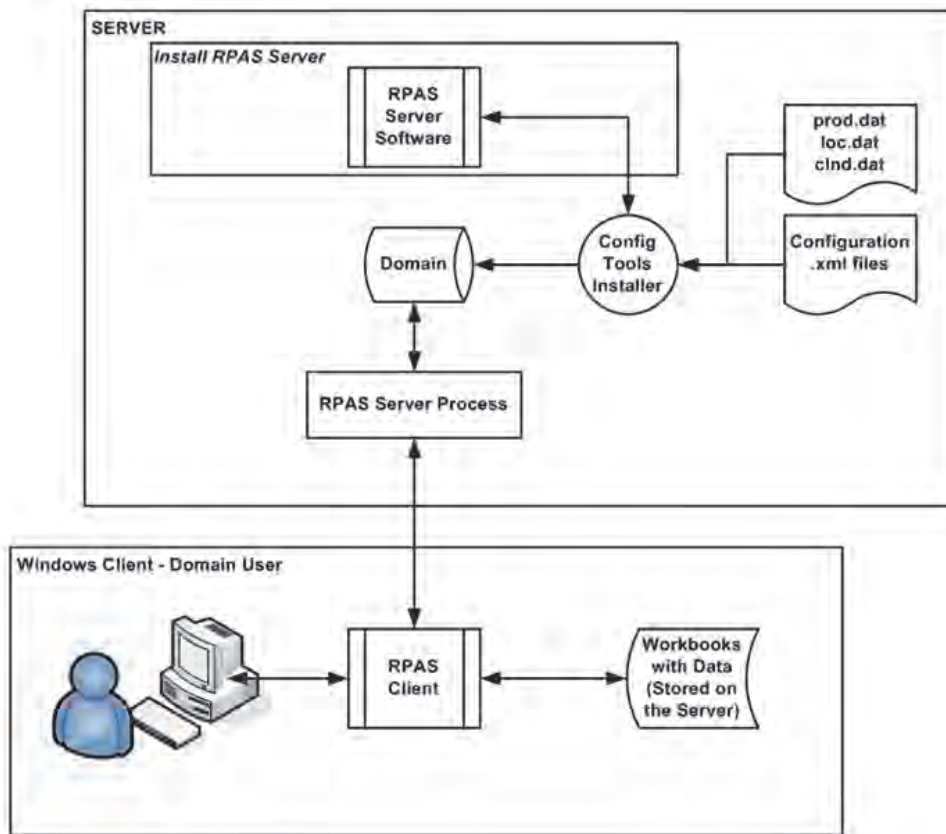 SERVER
Install RPAS Server
RPAS
Server
Software
prod.dat
loc.dat
clnd.dat
Domain
Config
Tools
Installer
Configuration
.xml files
RPAS Server Process
Windows Client - Domain User
RPAS
Client
Workbooks
with Data
(Stored on
the Server)